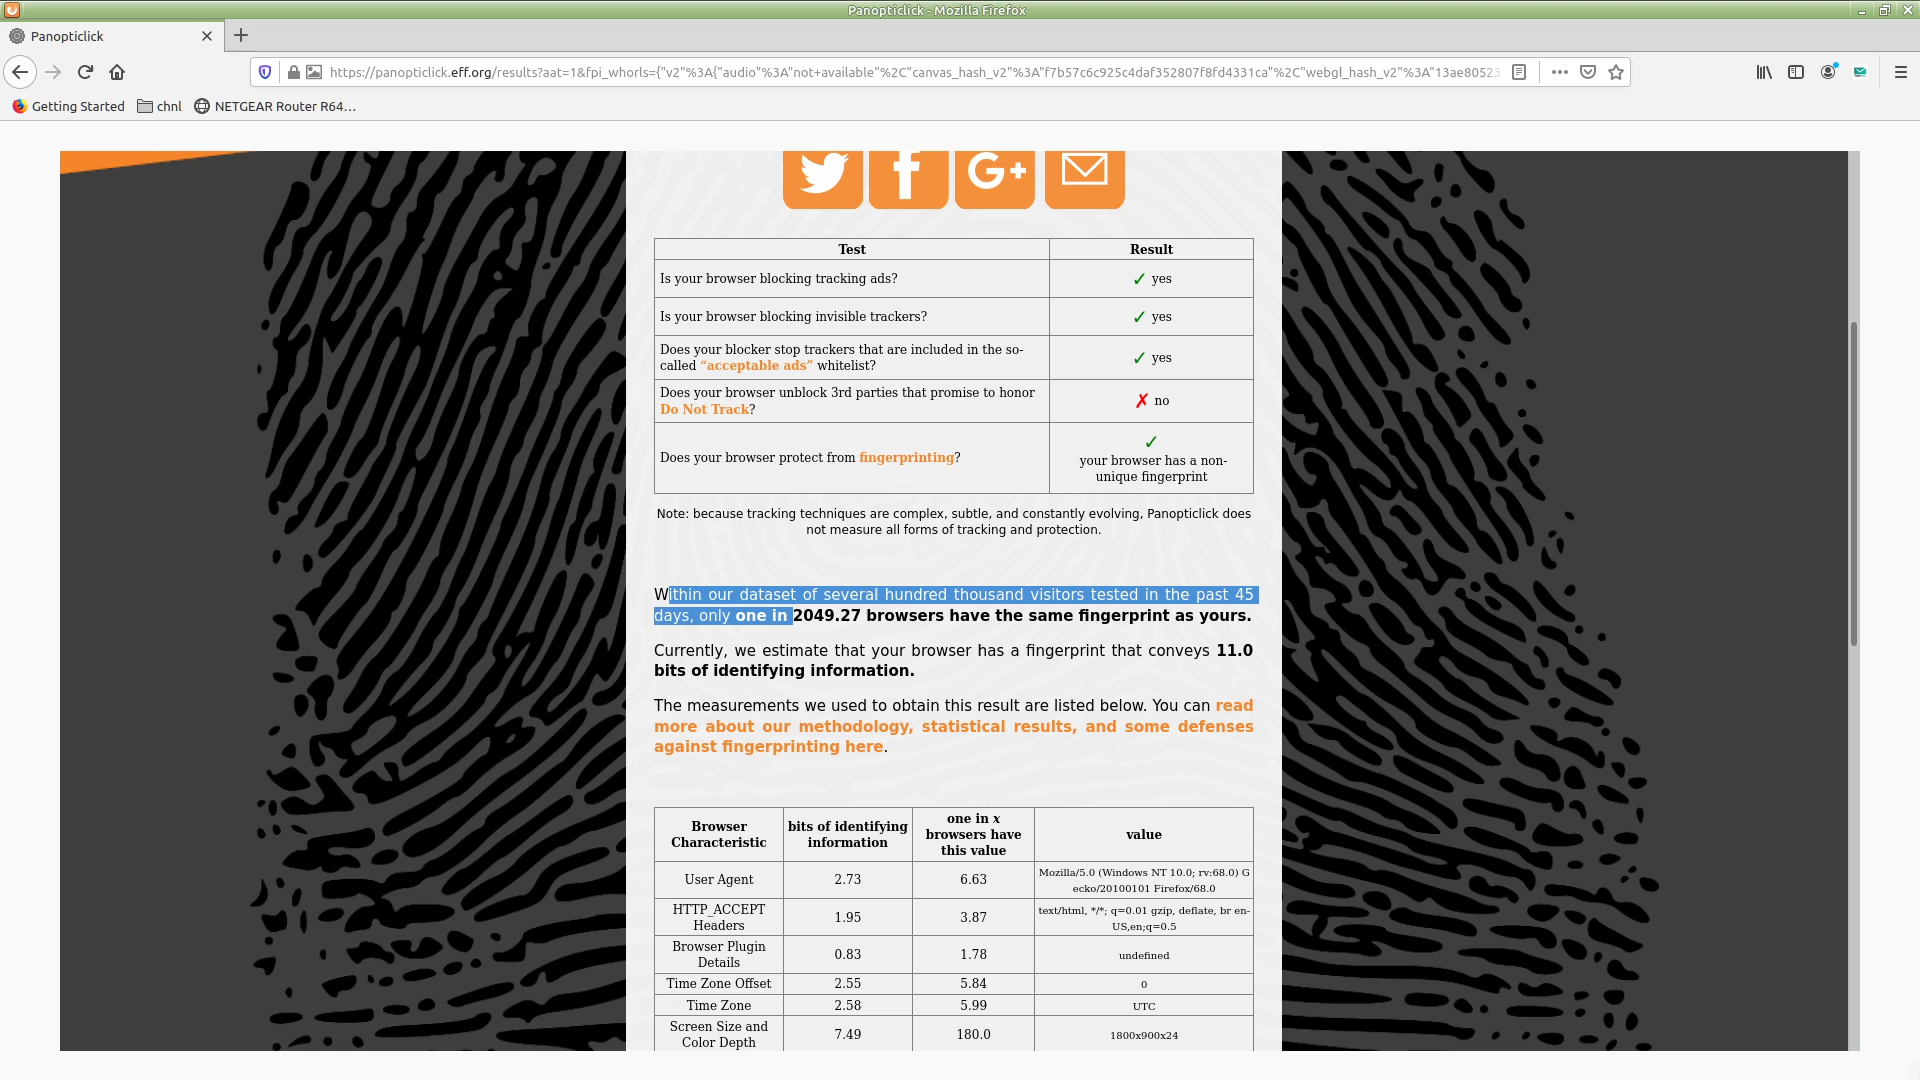 Panopticlick - Mozilla Firefox
Panopticlick
https://panopticlick.eff.org/results?aat=1&fpi_whorls={"v2"%3A{"audio"%3A"not+available"%2C"canvas_hash_v2"%3A"f7b57c6c925c4daf352807f8fd4331ca"%2C"webgl_hash_v2"%3A"13ae80523
Getting Started
chnl
NETGEAR Router R64…
G+
Test
Result
Is your browser blocking tracking ads?
✓ yes
Is your browser blocking invisible trackers?
✓ yes
Does your blocker stop trackers that are included in the so-
called “acceptable ads” whitelist?
✓ yes
Does your browser unblock 3rd parties that promise to honor
Do Not Track?
✗ no
Does your browser protect from fingerprinting?
✓
your browser has a non-
unique fingerprint
Note: because tracking techniques are complex, subtle, and constantly evolving, Panopticlick does
not measure all forms of tracking and protection.
Within our dataset of several hundred thousand visitors tested in the past 45
days, only one in 2049.27 browsers have the same fingerprint as yours.
Currently, we estimate that your browser has a fingerprint that conveys 11.0
bits of identifying information.
The measurements we used to obtain this result are listed below. You can read
more about our methodology, statistical results, and some defenses
against fingerprinting here.
Browser
Characteristic
bits of identifying
information
one in x
browsers have
this value
value
User Agent
2.73
6.63
Mozilla/5.0 (Windows NT 10.0; rv:68.0) G
ecko/20100101 Firefox/68.0
HTTP_ACCEPT
Headers
1.95
3.87
text/html, */*; q=0.01 gzip, deflate, br en-
US,en;q=0.5
Browser Plugin
Details
0.83
1.78
undefined
Time Zone Offset
2.55
5.84
0
Time Zone
2.58
5.99
UTC
Screen Size and
Color Depth
7.49
180.0
1800x900x24